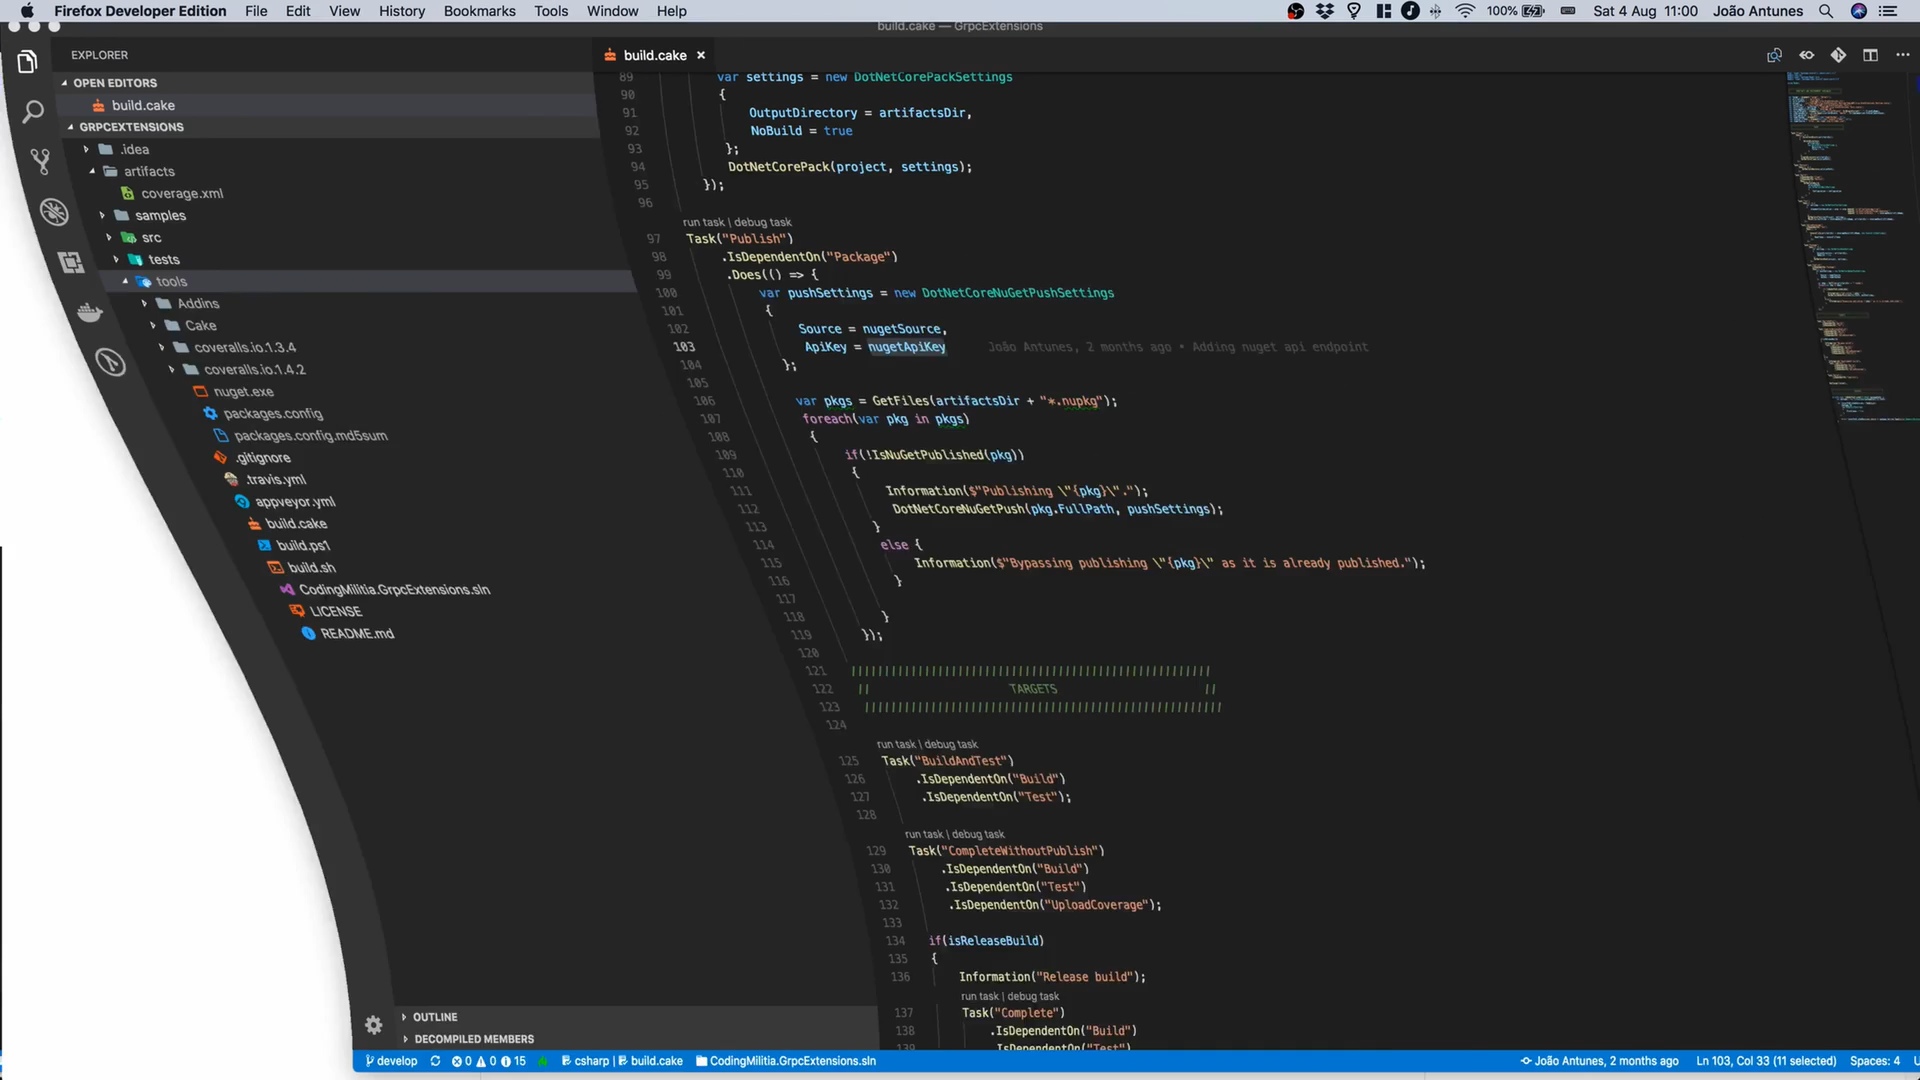 Firefox Developer Edition File Edit View History Bookmarks Tools Window Help 100% Sat 4 Aug 11:00 João Antunes
build.cake — GrpcExtensions
EXPLORER
OPEN EDITORS
build.cake
GRPCEXTENSIONS
.idea
artifacts
coverage.xml
samples
src
tests
tools
Addins
Cake
coveralls.io.1.3.4
coveralls.io.1.4.2
nuget.exe
packages.config
packages.config.md5sum
.gitignore
.travis.yml
appveyor.yml
build.cake
build.ps1
build.sh
CodingMilitia.GrpcExtensions.sln
LICENSE
README.md
OUTLINE
DECOMPILED MEMBERS
build.cake ×
89 var settings = new DotNetCorePackSettings
90 {
91 OutputDirectory = artifactsDir,
92 NoBuild = true
93 };
94 DotNetCorePack(project, settings);
95 });
96
run task | debug task
97 Task("Publish")
98 .IsDependentOn("Package")
99 .Does(() => {
100 var pushSettings = new DotNetCoreNuGetPushSettings
101 {
102 Source = nugetSource,
103 ApiKey = nugetApiKey João Antunes, 2 months ago • Adding nuget api endpoint
104 };
105
106 var pkgs = GetFiles(artifactsDir + "*.nupkg");
107 foreach(var pkg in pkgs)
108 {
109 if(!IsNuGetPublished(pkg))
110 {
111 Information($"Publishing \"{pkg}\".");
112 DotNetCoreNuGetPush(pkg.FullPath, pushSettings);
113 }
114 else {
115 Information($"Bypassing publishing \"{pkg}\" as it is already published.");
116 }
117
118 }
119 });
120
121 //////////////////////////////////////////////////////
122 // TARGETS //
123 //////////////////////////////////////////////////////
124
run task | debug task
125 Task("BuildAndTest")
126 .IsDependentOn("Build")
127 .IsDependentOn("Test");
128
run task | debug task
129 Task("CompleteWithoutPublish")
130 .IsDependentOn("Build")
131 .IsDependentOn("Test")
132 .IsDependentOn("UploadCoverage");
133
134 if(isReleaseBuild)
135 {
136 Information("Release build");
run task | debug task
137 Task("Complete")
138 .IsDependentOn("Build")
139 .IsDependentOn("Test")
develop 0 0 15 csharp | build.cake CodingMilitia.GrpcExtensions.sln João Antunes, 2 months ago Ln 103, Col 33 (11 selected) Spaces: 4